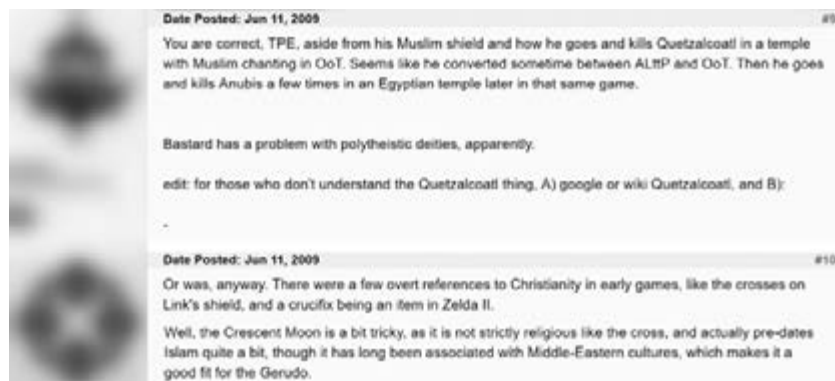 Date Posted: Jun 11, 2009 #9
You are correct, TPE, aside from his Muslim shield and how he goes and kills Quetzalcoatl in a temple
with Muslim chanting in OoT. Seems like he converted sometime between ALttP and OoT. Then he goes
and kills Anubis a few times in an Egyptian temple later in that same game.
Bastard has a problem with polytheistic deities, apparently.
edit: for those who don't understand the Quetzalcoatl thing, A) google or wiki Quetzalcoatl, and B):
-
Date Posted: Jun 11, 2009 #10
Or was, anyway. There were a few overt references to Christianity in early games, like the crosses on
Link's shield, and a crucifix being an item in Zelda II.
Well, the Crescent Moon is a bit tricky, as it is not strictly religious like the cross, and actually pre-dates
Islam quite a bit, though it has long been associated with Middle-Eastern cultures, which makes it a
good fit for the Gerudo.